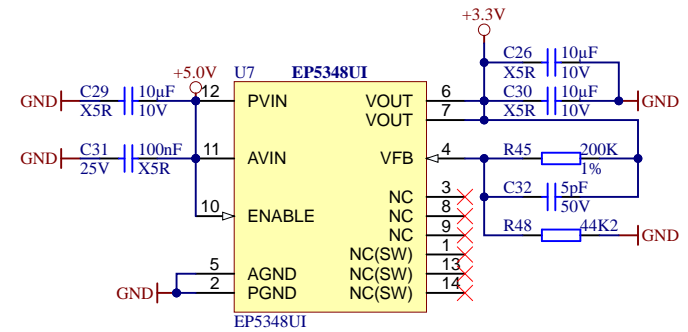 +3.3V
C26 10µF
X5R 10V
+5.0V U7 EP5348UI
C29 10µF 12 PVIN VOUT 6 C30 10µF
GND X5R 10V X5R 10V GND
VOUT 7
C31 100nF 11 AVIN VFB 4 R45 200K
GND 25V X5R 1%
NC 3 C32 5pF
50V
10 ENABLE NC 8
NC 9 R48 44K2 GND
NC(SW) 1
5 AGND NC(SW) 13
GND 2 PGND NC(SW) 14
EP5348UI